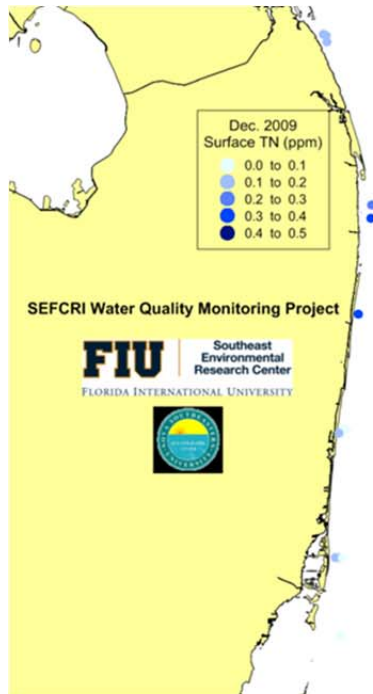 Dec. 2009
Surface TN (ppm)
0.0 to 0.1
0.1 to 0.2
0.2 to 0.3
0.3 to 0.4
0.4 to 0.5
SEFCRI Water Quality Monitoring Project
FIU
Southeast
Environmental
Research Center
FLORIDA INTERNATIONAL UNIVERSITY